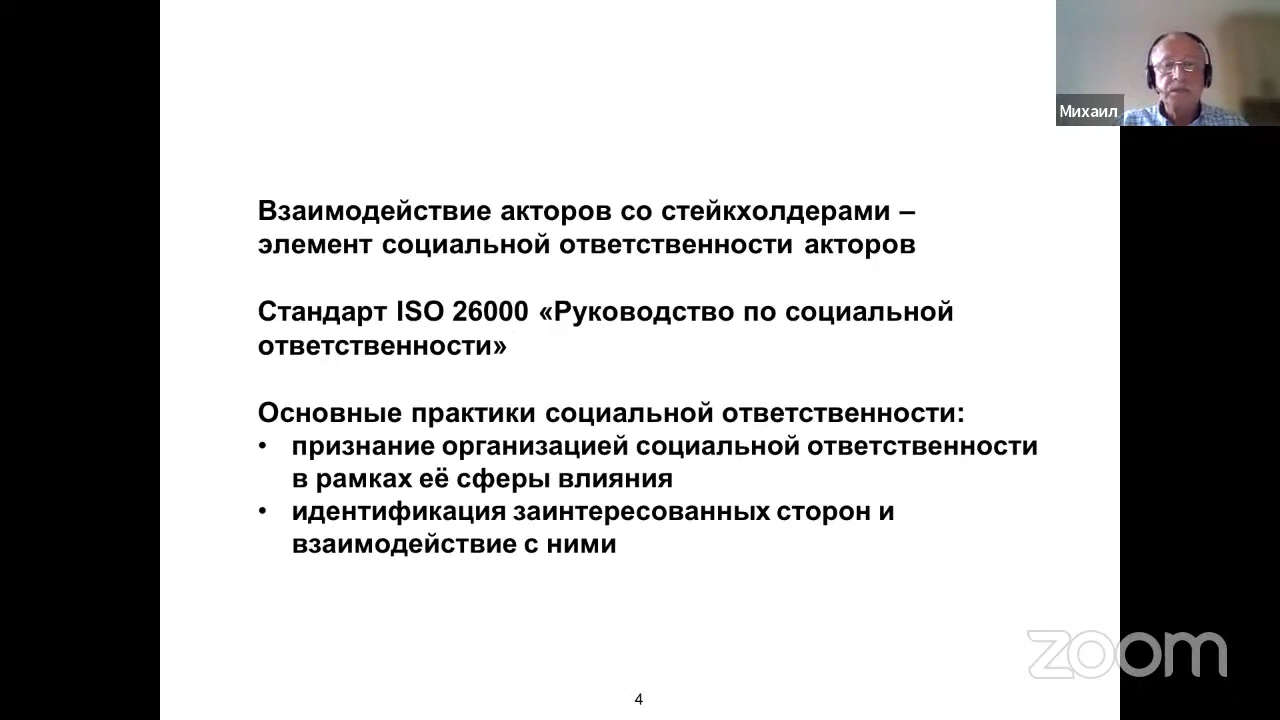 Михаил
Взаимодействие акторов со стейкхолдерами –
элемент социальной ответственности акторов
Стандарт ISO 26000 «Руководство по социальной
ответственности»
Основные практики социальной ответственности:
• признание организацией социальной ответственности
в рамках её сферы влияния
• идентификация заинтересованных сторон и
взаимодействие с ними
zoom
4